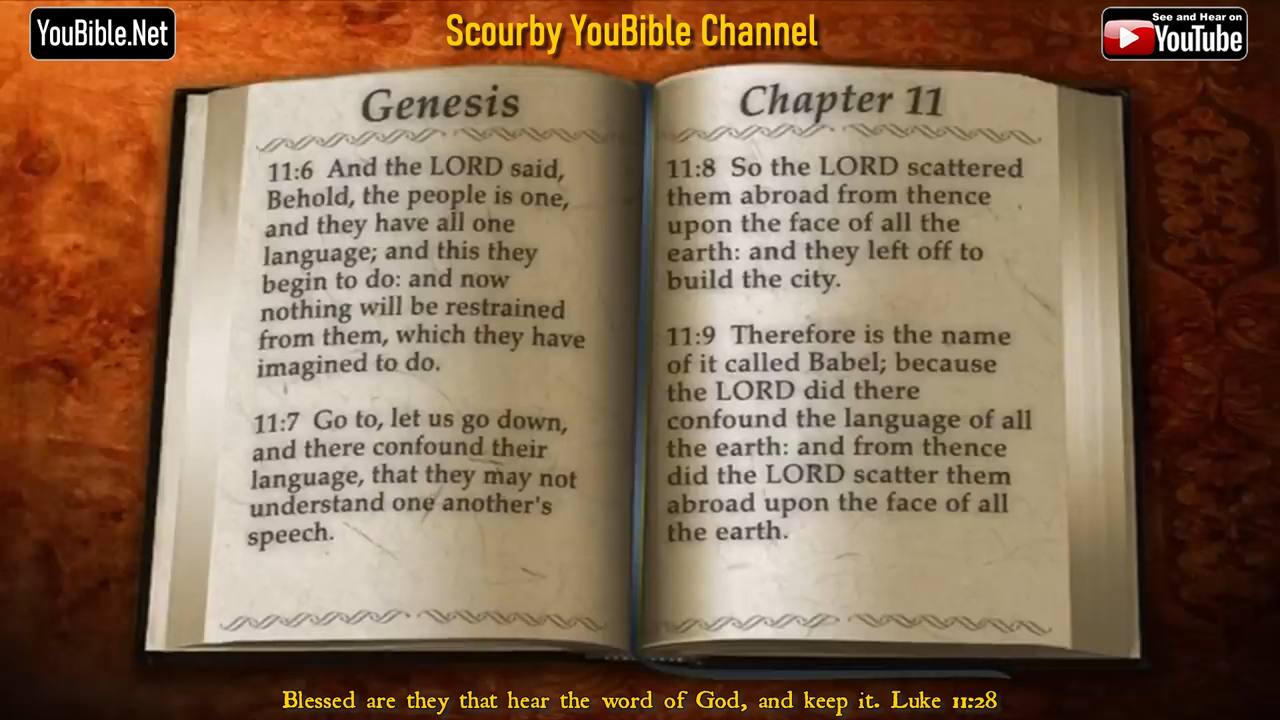 YouBible.Net
Scourby YouBible Channel
See and Hear on
YouTube
Genesis
11:6 And the LORD said,
Behold, the people is one,
and they have all one
language; and this they
begin to do: and now
nothing will be restrained
from them, which they have
imagined to do.
11:7 Go to, let us go down,
and there confound their
language, that they may not
understand one another's
speech.
Chapter 11
11:8 So the LORD scattered
them abroad from thence
upon the face of all the
earth: and they left off to
build the city.
11:9 Therefore is the name
of it called Babel; because
the LORD did there
confound the language of all
the earth: and from thence
did the LORD scatter them
abroad upon the face of all
the earth.
Blessed are they that hear the word of God, and keep it. Luke 11:28